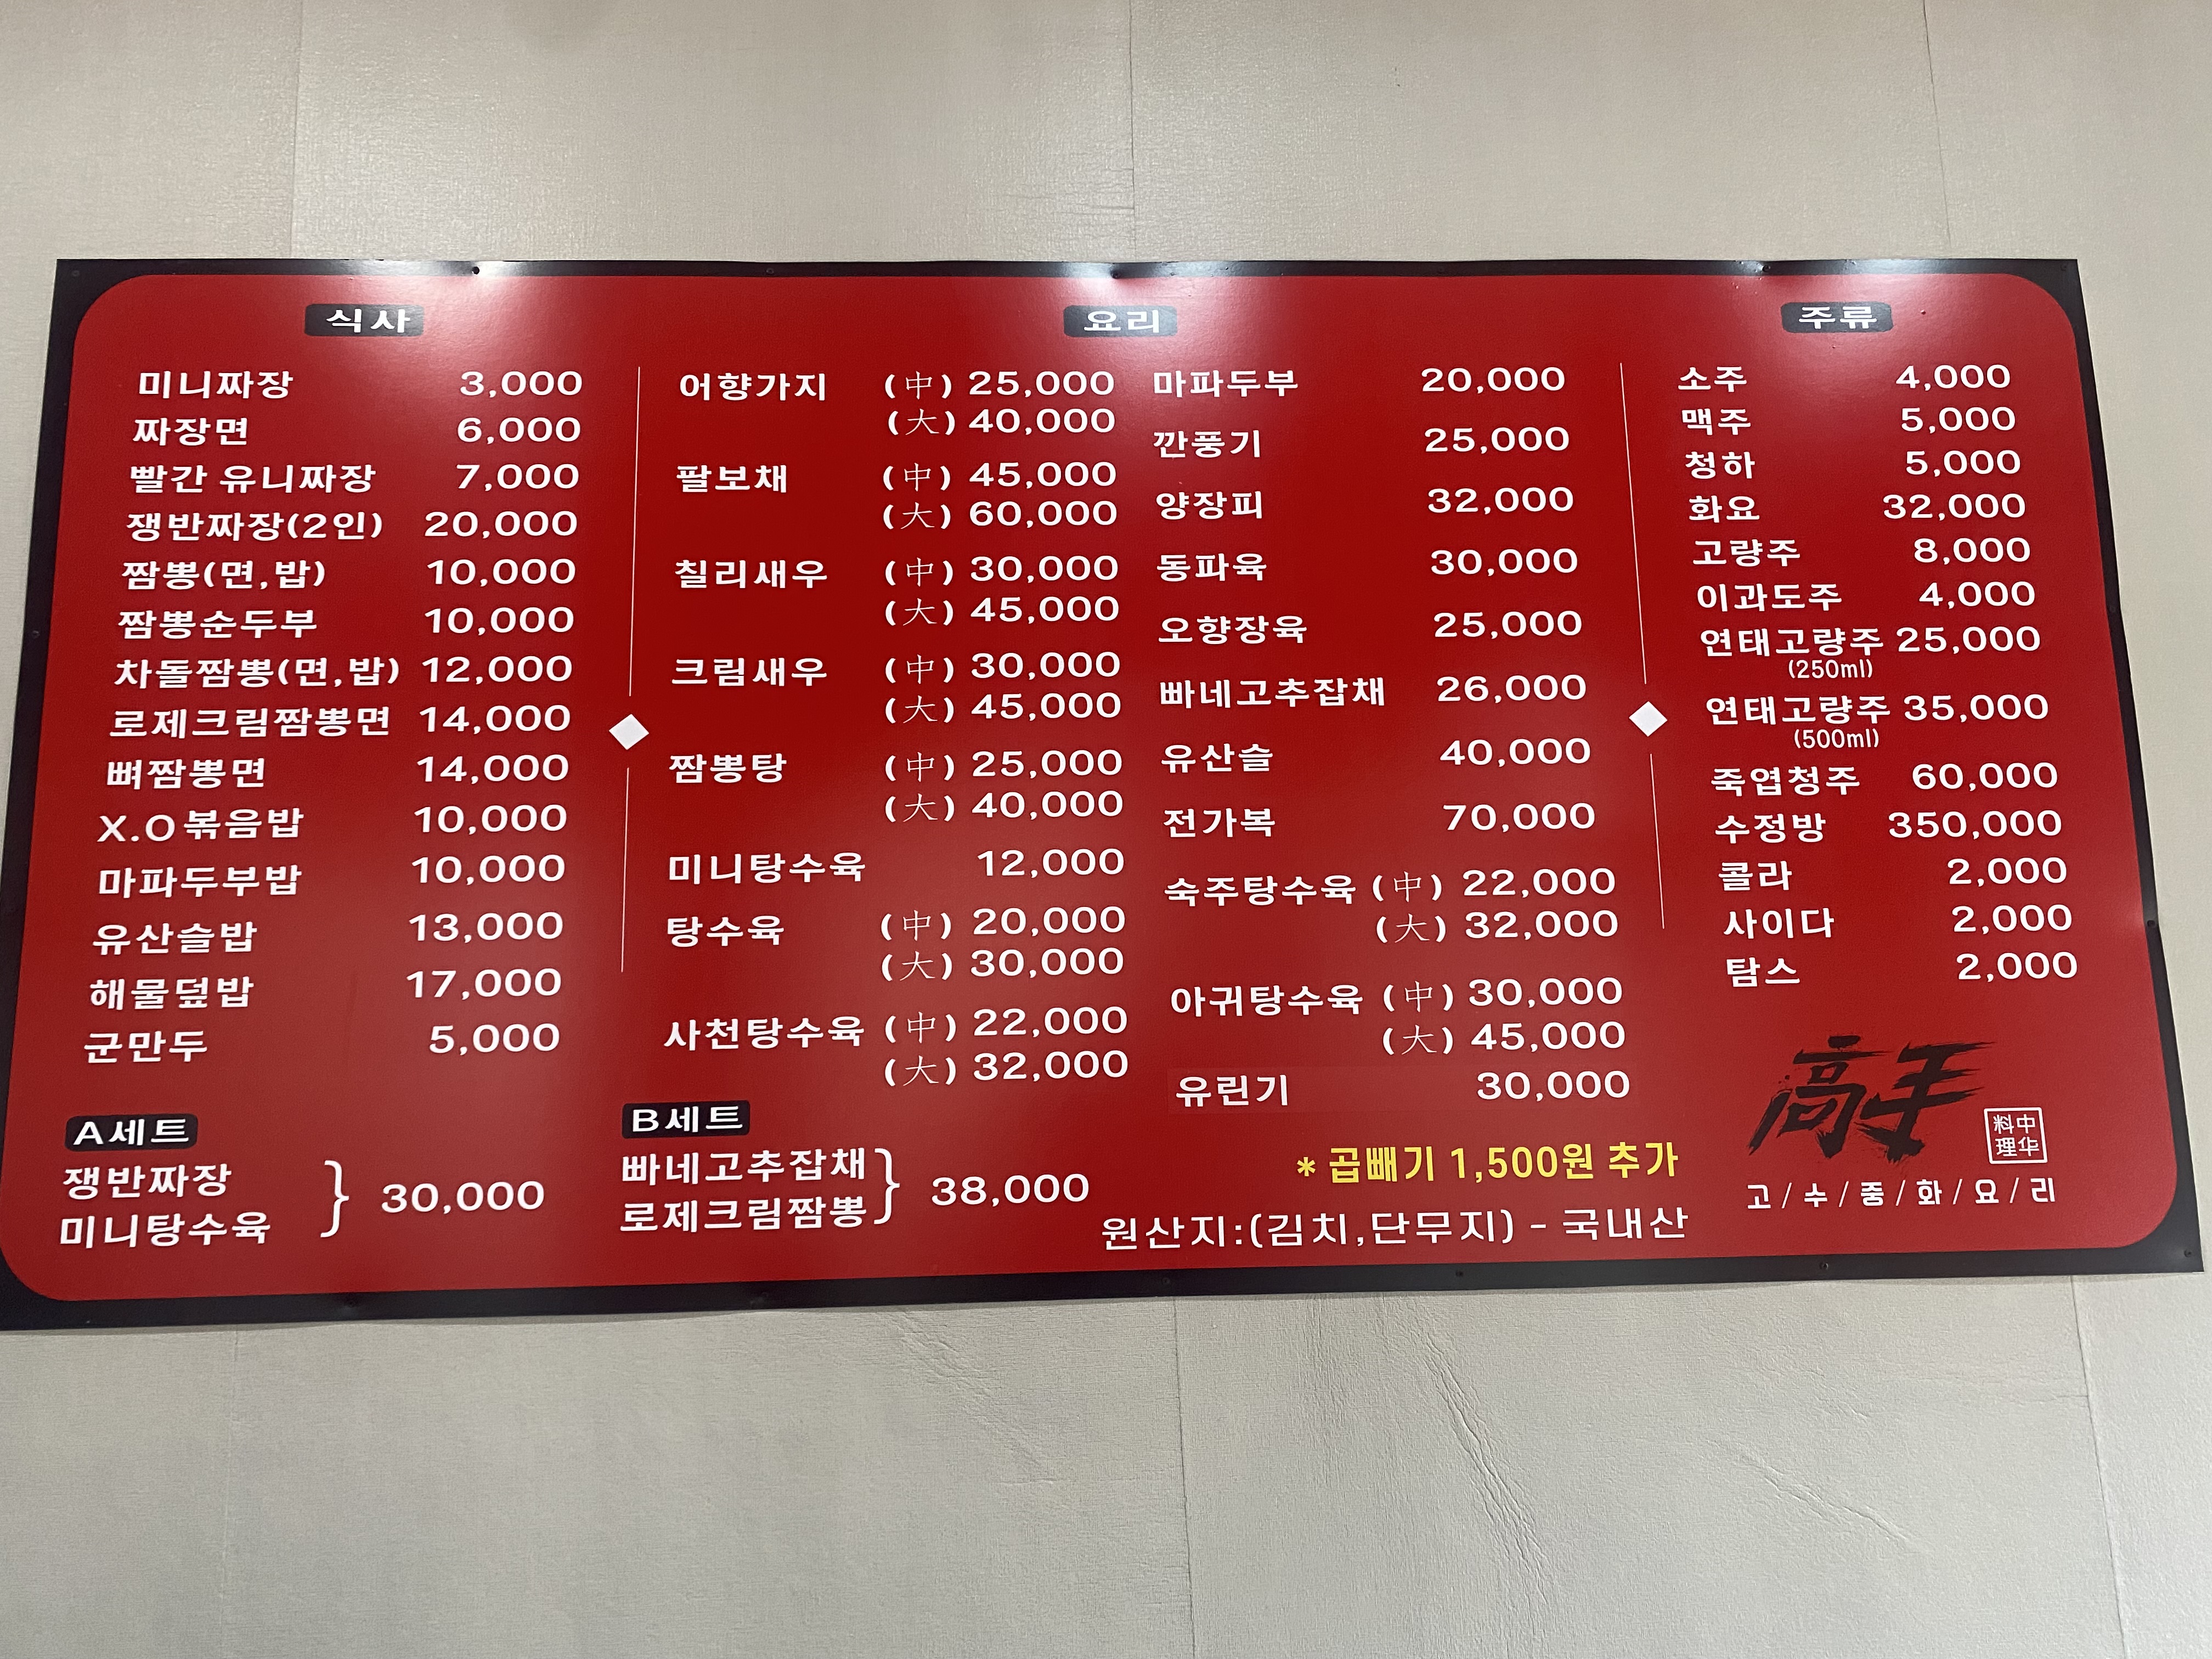 식사
미니짜장 3,000
짜장면 6,000
빨간 유니짜장 7,000
쟁반짜장(2인) 20,000
짬뽕(면,밥) 10,000
짬뽕순두부 10,000
차돌짬뽕(면,밥) 12,000
로제크림짬뽕면 14,000
뼈짬뽕면 14,000
X.O볶음밥 10,000
마파두부밥 10,000
유산슬밥 13,000
해물덮밥 17,000
군만두 5,000
요리
어향가지 (中) 25,000
(大) 40,000
팔보채 (中) 45,000
(大) 60,000
칠리새우 (中) 30,000
(大) 45,000
크림새우 (中) 30,000
(大) 45,000
짬뽕탕 (中) 25,000
(大) 40,000
미니탕수육 12,000
탕수육 (中) 20,000
(大) 30,000
사천탕수육 (中) 22,000
(大) 32,000
마파두부 20,000
깐풍기 25,000
양장피 32,000
동파육 30,000
오향장육 25,000
빠네고추잡채 26,000
유산슬 40,000
전가복 70,000
숙주탕수육 (中) 22,000
(大) 32,000
아귀탕수육 (中) 30,000
(大) 45,000
유린기 30,000
주류
소주 4,000
맥주 5,000
청하 5,000
화요 32,000
고량주 8,000
이과도주 4,000
연태고량주 25,000
(250ml)
연태고량주 35,000
(500ml)
죽엽청주 60,000
수정방 350,000
콜라 2,000
사이다 2,000
탐스 2,000
A세트
쟁반짜장
미니탕수육
} 30,000
B세트
빠네고추잡채
로제크림짬뽕
} 38,000
* 곱빼기 1,500원 추가
원산지:(김치,단무지) - 국내산
高手
料中
理华
고/수/중/화/요/리